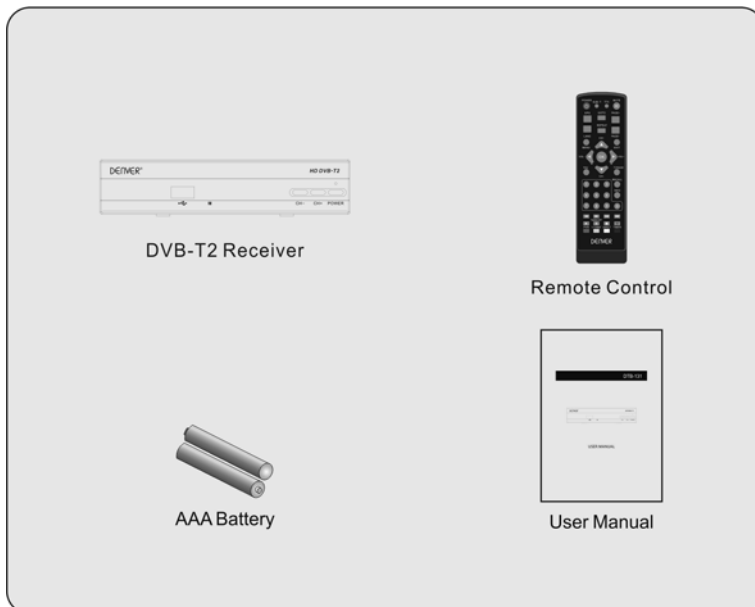 DENVER®
HD DVB-T2
CH- CH+ POWER
DVB-T2 Receiver
DENVER
Remote Control
DTB-131
USER MANUAL
AAA Battery
User Manual